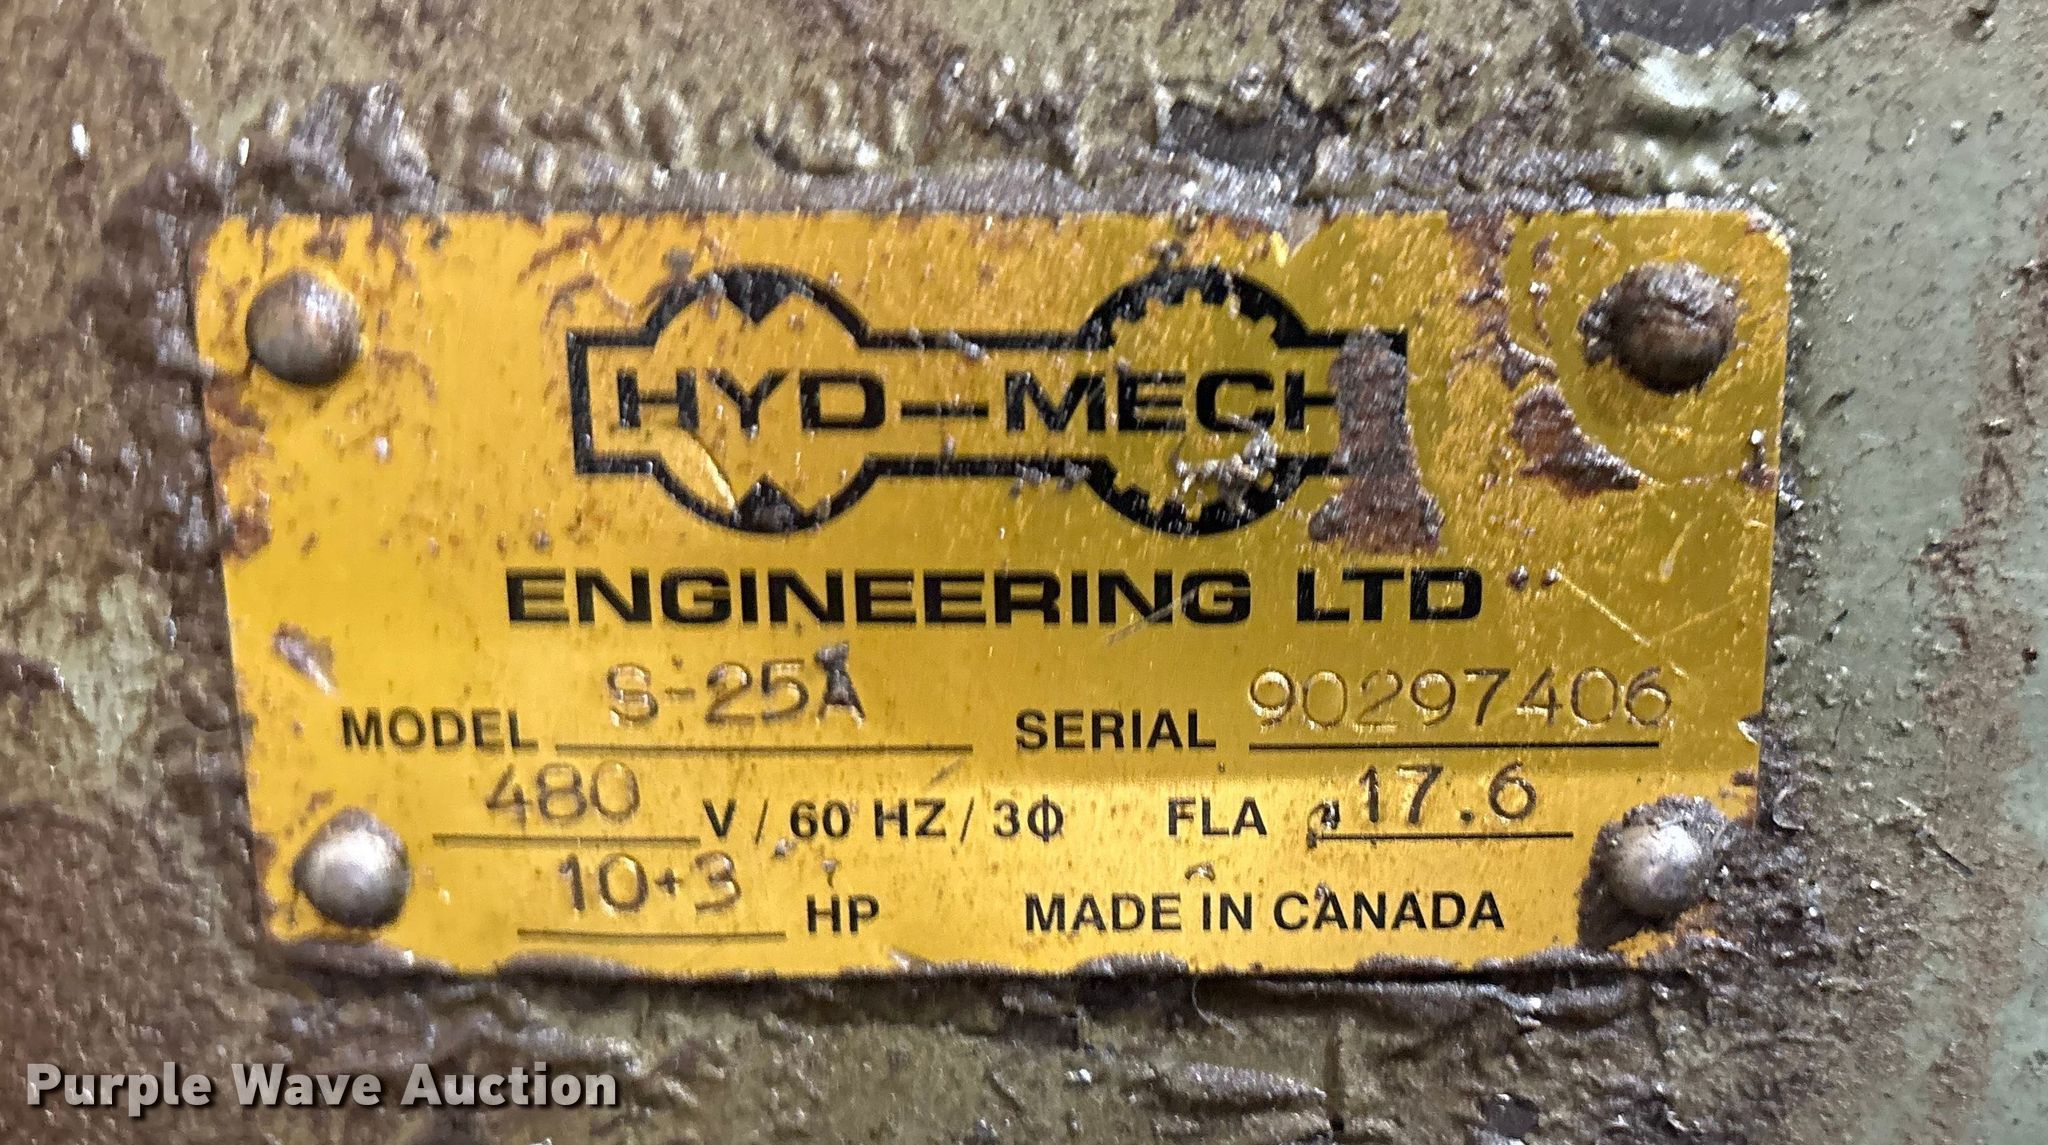 HYD-MECH
ENGINEERING LTD
MODEL S-25A SERIAL 90297406
480 V / 60 HZ / 3Φ FLA 17.6
10+3 HP MADE IN CANADA
Purple Wave Auction